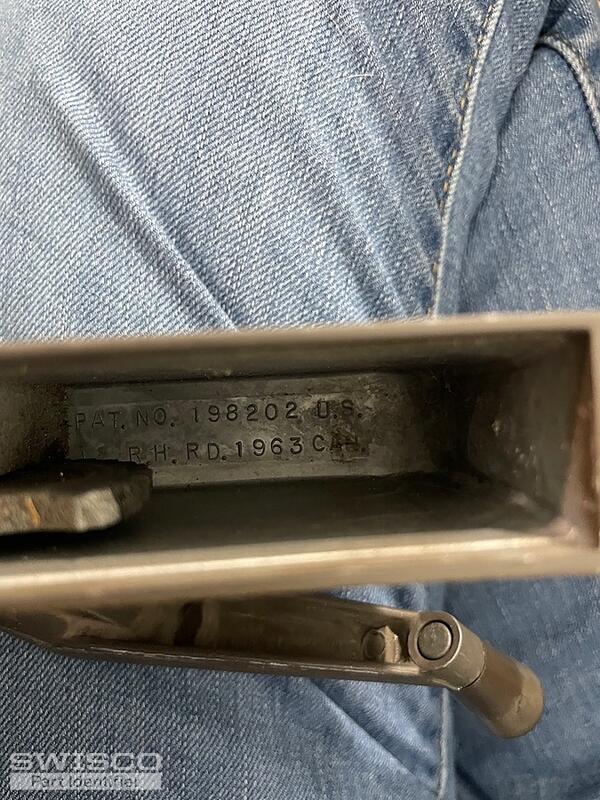 PAT. NO. 198202 U.S.
R.H. RD. 1963 CAN.
SWISCO
Part Identifier